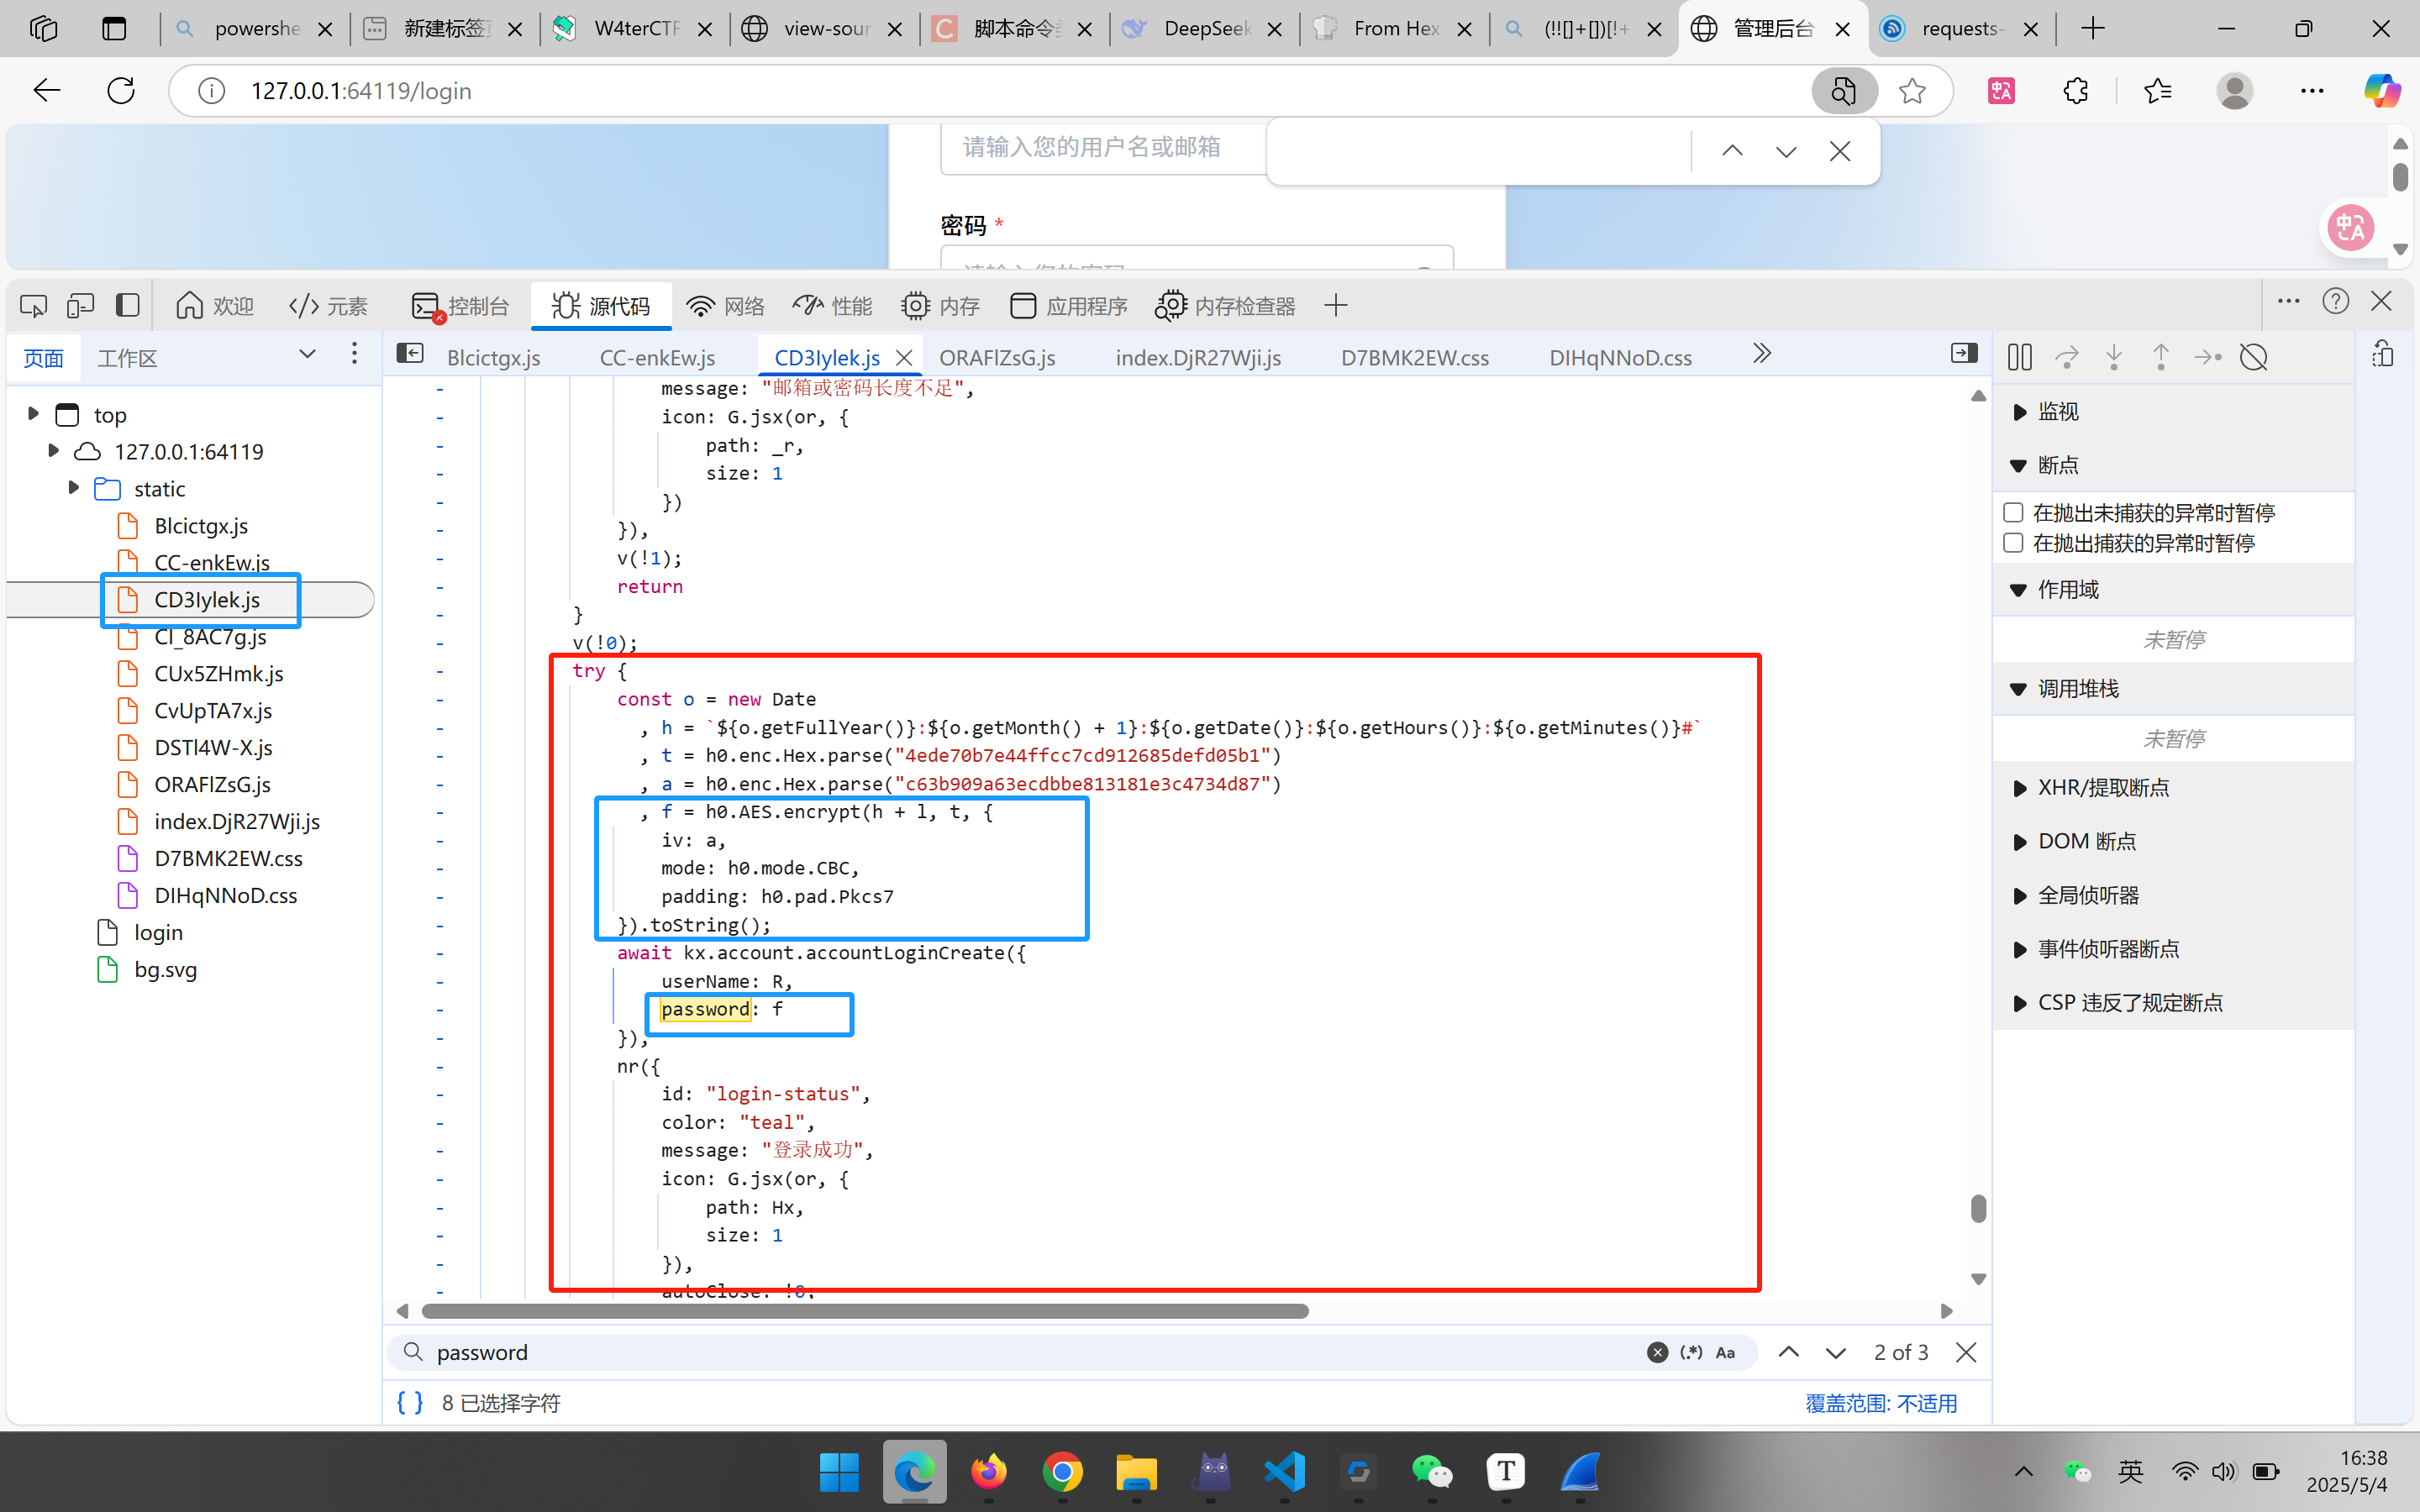 powershe
新建标签页
W4terCTF
view-sour
脚本命令
DeepSeek
From Hex
(!![]+[])[!+
管理后台
requests-
127.0.0.1:64119/login
请输入您的用户名或邮箱
密码 *
欢迎
元素
控制台
源代码
网络
性能
内存
应用程序
内存检查器
页面
工作区
Blcictgx.js
CC-enkEw.js
CD3Iylek.js
ORAFlZsG.js
index.DjR27Wji.js
D7BMK2EW.css
DIHqNNoD.css
top
127.0.0.1:64119
static
Blcictgx.js
CC-enkEw.js
CD3Iylek.js
CI_8AC7g.js
CUx5ZHmk.js
CvUpTA7x.js
DSTl4W-X.js
ORAFlZsG.js
index.DjR27Wji.js
D7BMK2EW.css
DIHqNNoD.css
login
bg.svg
message: "邮箱或密码长度不足",
icon: G.jsx(or, {
path: _r,
size: 1
})
}),
v(!1);
return
}
v(!0);
try {
const o = new Date
, h = `${o.getFullYear()}:${o.getMonth() + 1}:${o.getDate()}:${o.getHours()}:${o.getMinutes()}#`
, t = h0.enc.Hex.parse("4ede70b7e44ffcc7cd912685defd05b1")
, a = h0.enc.Hex.parse("c63b909a63ecdbbe813181e3c4734d87")
, f = h0.AES.encrypt(h + l, t, {
iv: a,
mode: h0.mode.CBC,
padding: h0.pad.Pkcs7
}).toString();
await kx.account.accountLoginCreate({
userName: R,
password: f
}),
nr({
id: "login-status",
color: "teal",
message: "登录成功",
icon: G.jsx(or, {
path: Hx,
size: 1
}),
autoClose: !0,
password
(.*)
Aa
2 of 3
{ } 8 已选择字符
覆盖范围: 不适用
监视
断点
在抛出未捕获的异常时暂停
在抛出捕获的异常时暂停
作用域
未暂停
调用堆栈
未暂停
XHR/提取断点
DOM 断点
全局侦听器
事件侦听器断点
CSP 违反了规定断点
英
16:38
2025/5/4